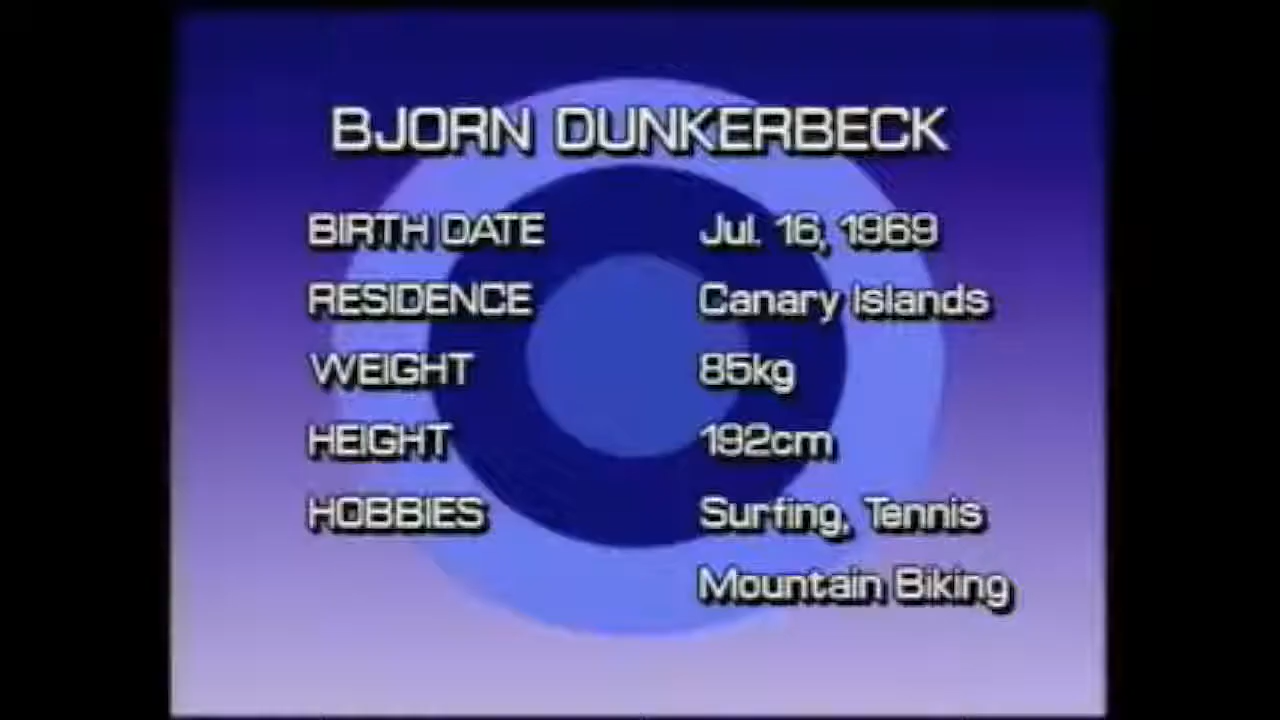 BJORN DUNKERBECK
BIRTH DATE Jul. 16, 1969
RESIDENCE Canary Islands
WEIGHT 85kg
HEIGHT 192cm
HOBBIES Surfing, Tennis
Mountain Biking